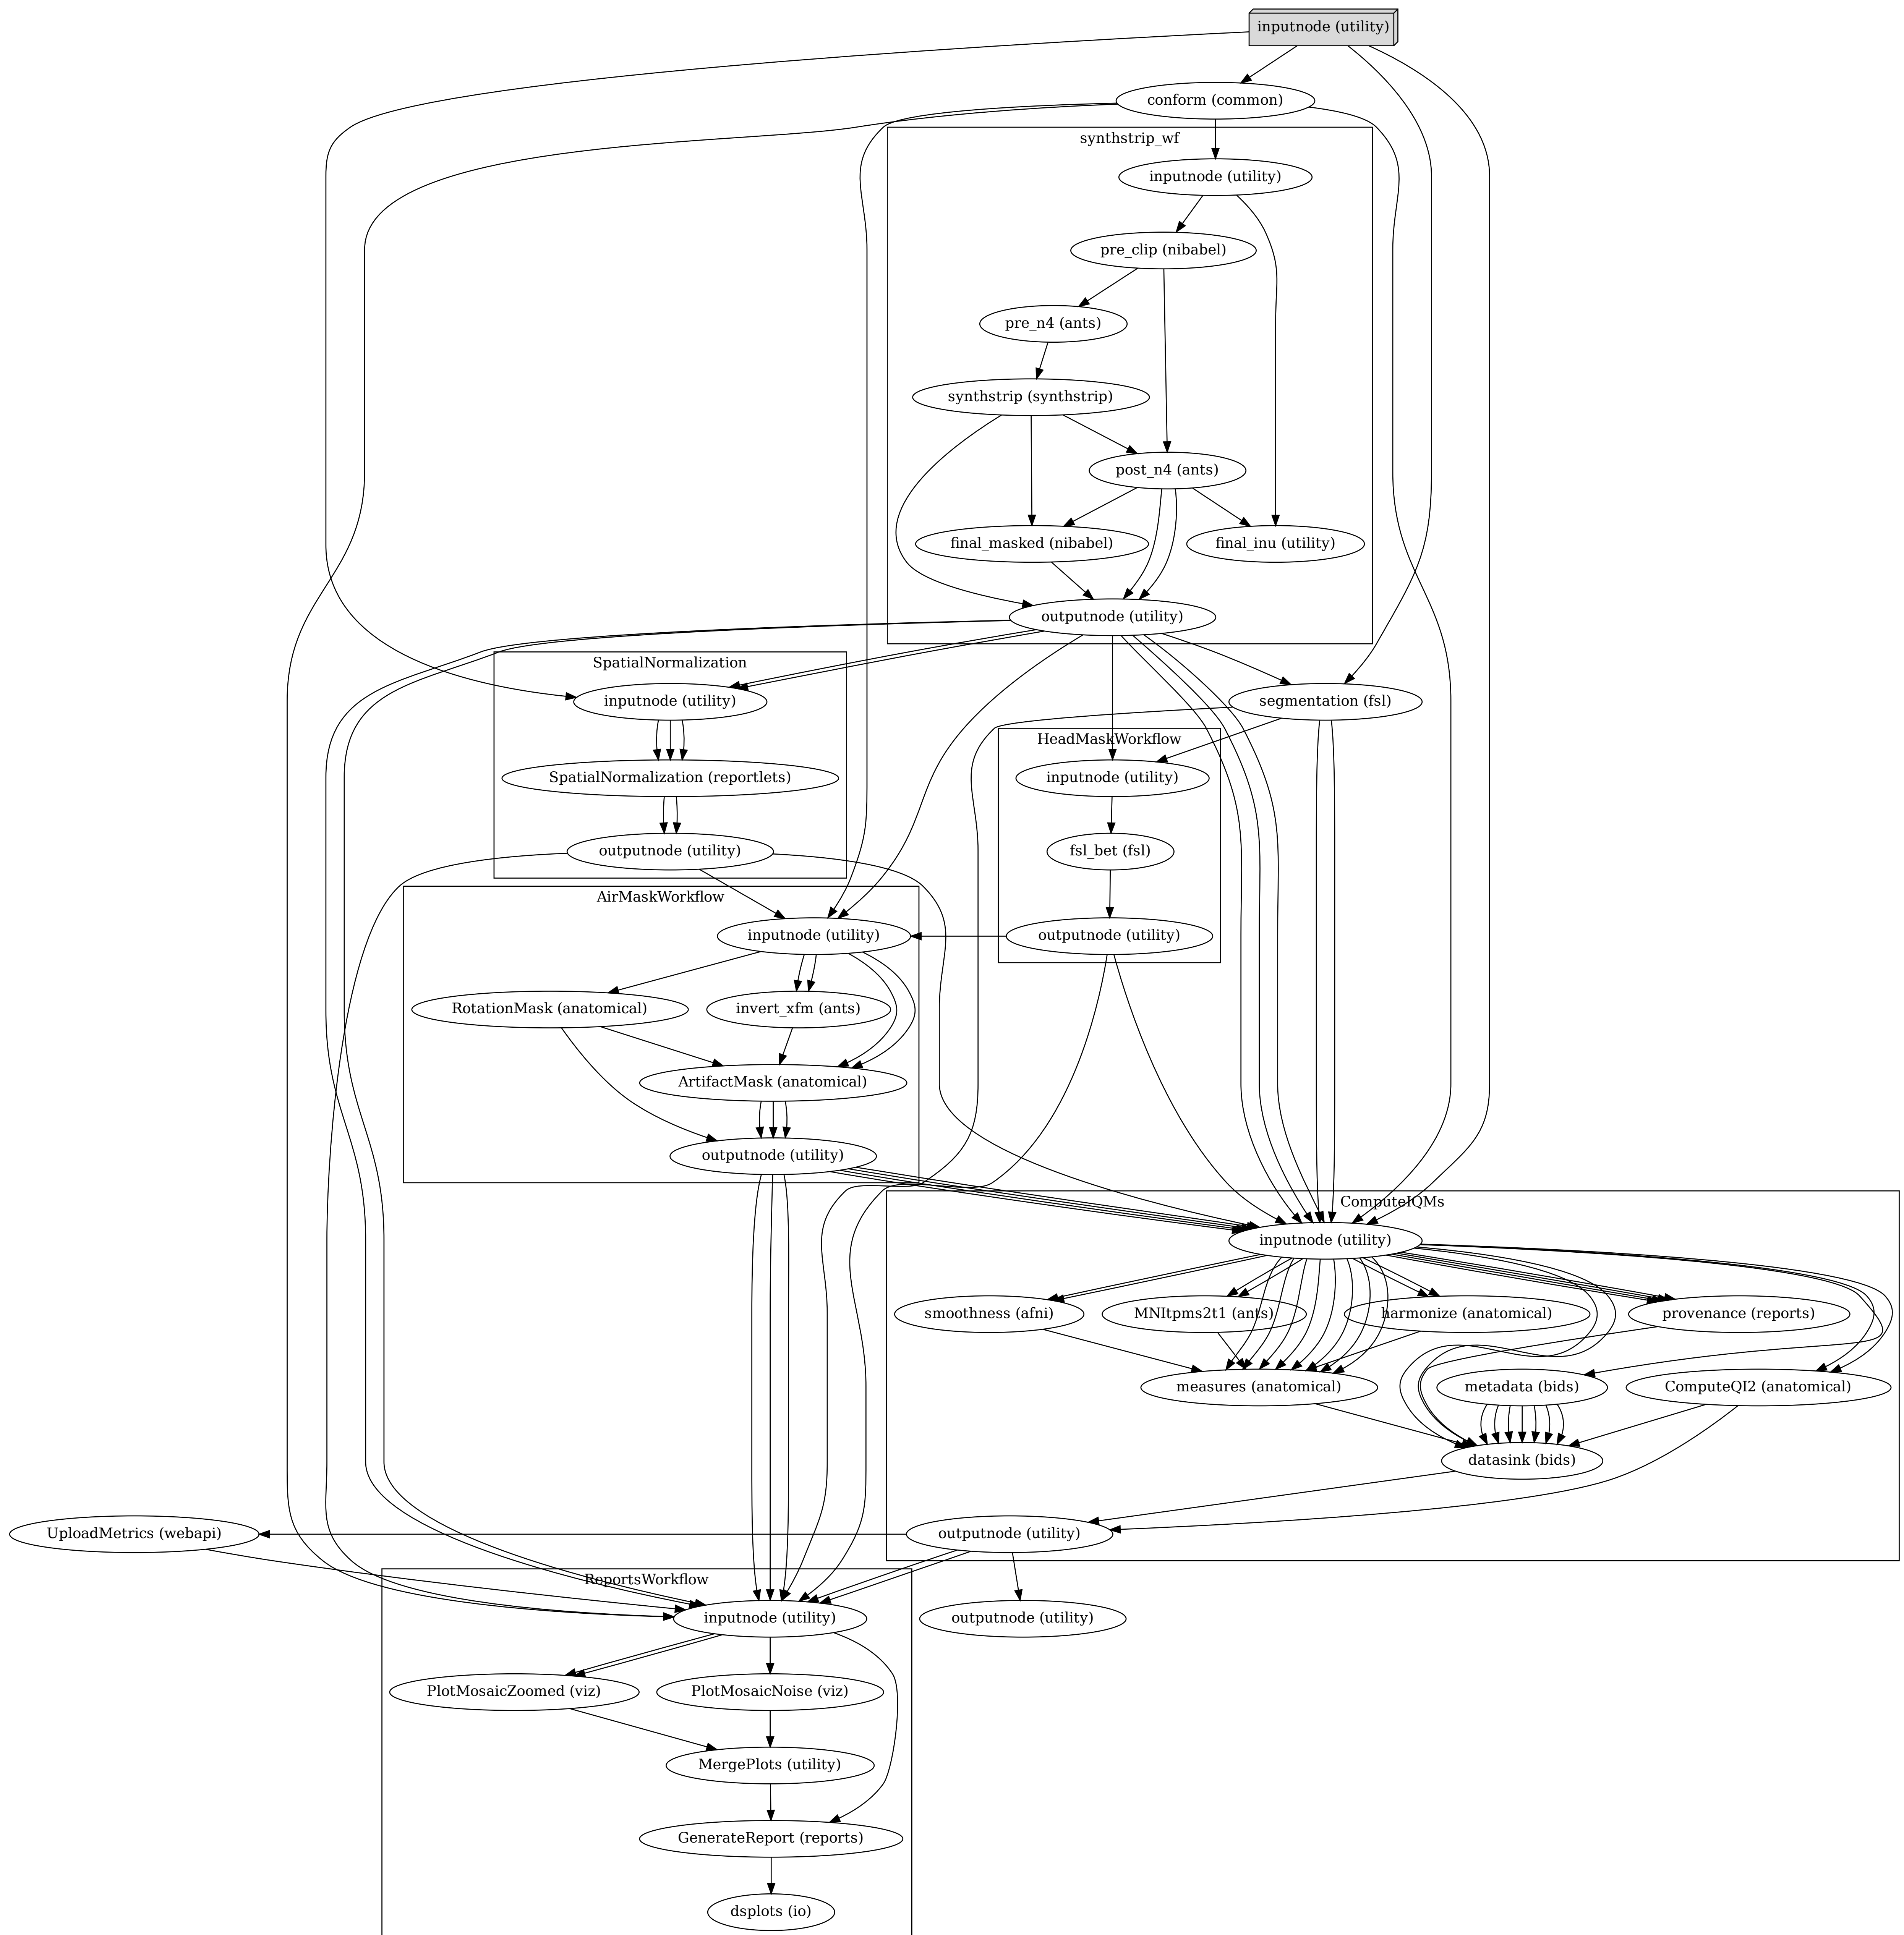 inputnode (utility)
conform (common)
synthstrip_wf
inputnode (utility)
pre_clip (nibabel)
pre_n4 (ants)
synthstrip (synthstrip)
post_n4 (ants)
final_masked (nibabel)
final_inu (utility)
outputnode (utility)
SpatialNormalization
inputnode (utility)
segmentation (fsl)
HeadMaskWorkflow
SpatialNormalization (reportlets)
inputnode (utility)
outputnode (utility)
fsl_bet (fsl)
AirMaskWorkflow
inputnode (utility)
outputnode (utility)
RotationMask (anatomical)
invert_xfm (ants)
ArtifactMask (anatomical)
outputnode (utility)
ComputeIQMs
inputnode (utility)
smoothness (afni)
MNItpms2t1 (ants)
harmonize (anatomical)
provenance (reports)
measures (anatomical)
metadata (bids)
ComputeQI2 (anatomical)
datasink (bids)
UploadMetrics (webapi)
outputnode (utility)
ReportsWorkflow
inputnode (utility)
outputnode (utility)
PlotMosaicZoomed (viz)
PlotMosaicNoise (viz)
MergePlots (utility)
GenerateReport (reports)
dsplots (io)